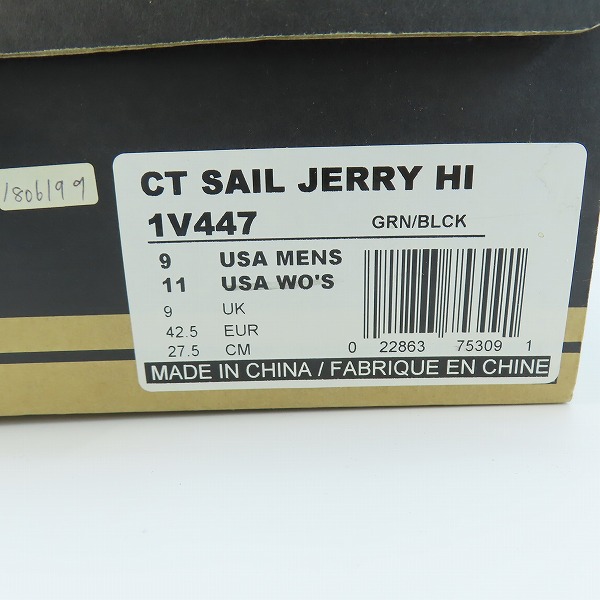 1806199
CT SAIL JERRY HI
1V447 GRN/BLCK
9 USA MENS
11 USA WO'S
9 UK
42.5 EUR
27.5 CM 0 22863 75309 1
MADE IN CHINA / FABRIQUE EN CHINE